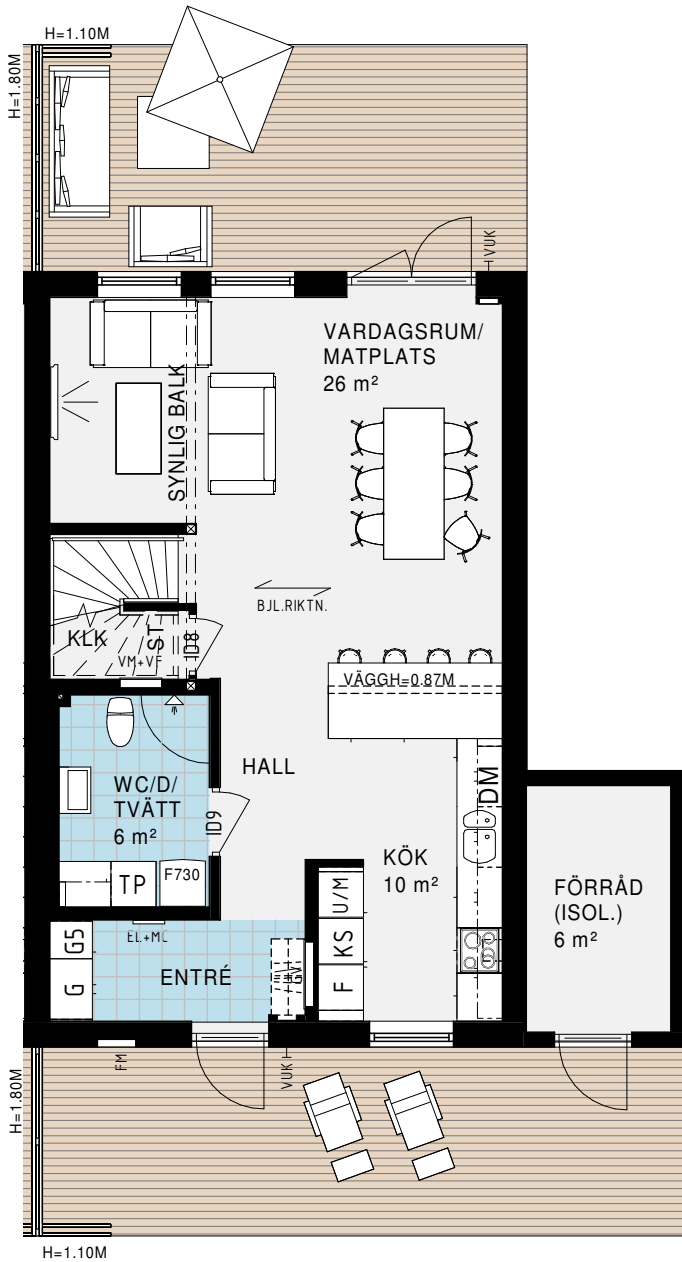 H=1.10M
H=1.80M
VUK
VARDAGSRUM/
MATPLATS
26 m²
SYNLIG BALK
BJL.RIKTN.
KLK
ST
ID8
VM+VF
VÄGGH=0.87M
HALL
WC/D/
TVÄTT
6 m²
ID9
DM
TP
F730
KÖK
10 m²
U/M
KS
F
FÖRRÅD
(ISOL.)
6 m²
G5
G
EL+ML
ENTRÉ
GV
FM
VUK
H=1.80M
H=1.10M